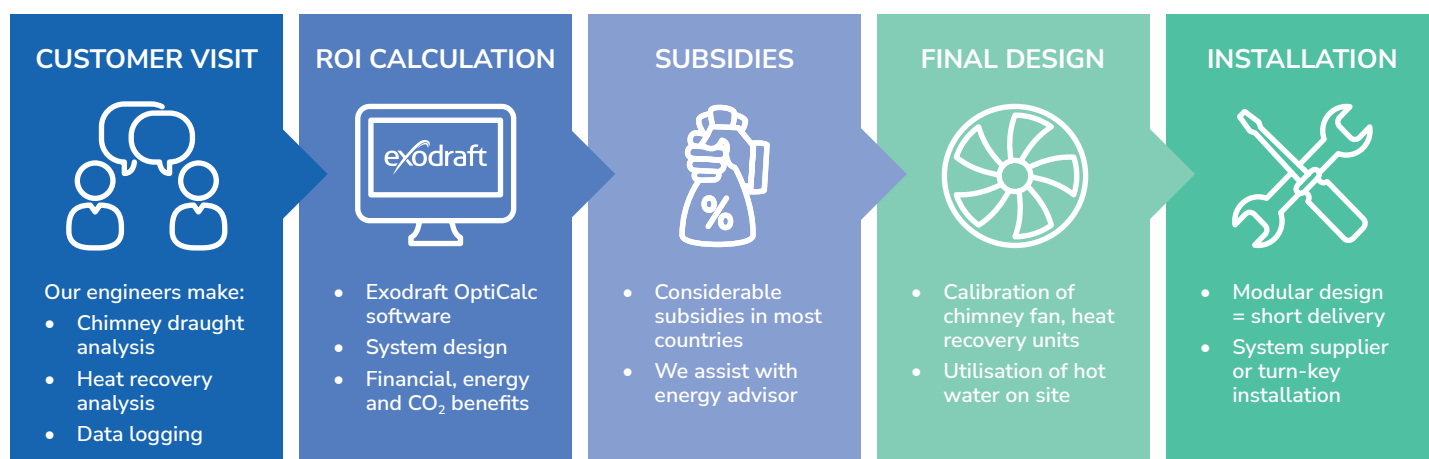 CUSTOMER VISIT
Our engineers make:
• Chimney draught
analysis
• Heat recovery
analysis
• Data logging
ROI CALCULATION
exodraft
• Exodraft OptiCalc
software
• System design
• Financial, energy
and CO₂ benefits
SUBSIDIES
%
• Considerable
subsidies in most
countries
• We assist with
energy advisor
FINAL DESIGN
• Calibration of
chimney fan, heat
recovery units
• Utilisation of hot
water on site
INSTALLATION
• Modular design
= short delivery
• System supplier
or turn-key
installation